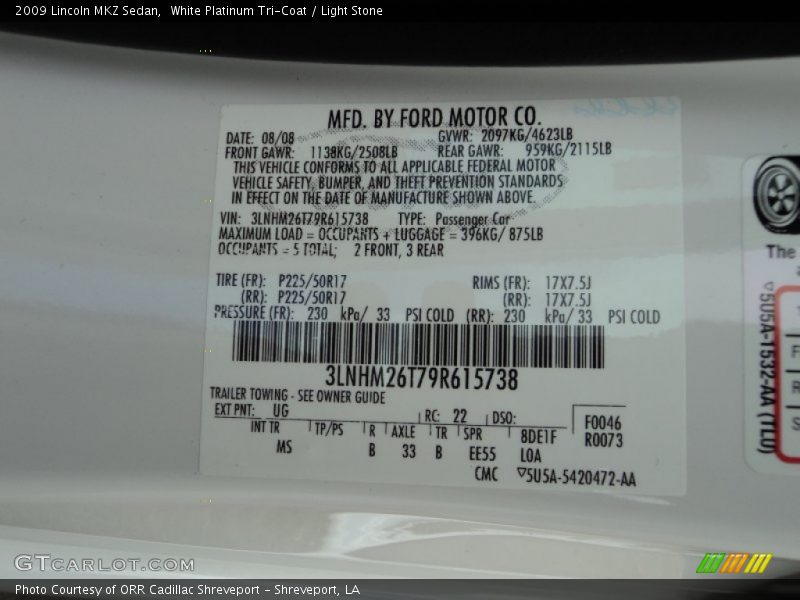 2009 Lincoln MKZ Sedan, White Platinum Tri-Coat / Light Stone
MFD. BY FORD MOTOR CO.
DATE: 08/08 GVWR: 2097KG/4623LB
FRONT GAWR: 1138KG/2508LB REAR GAWR: 959KG/2115LB
THIS VEHICLE CONFORMS TO ALL APPLICABLE FEDERAL MOTOR
VEHICLE SAFETY, BUMPER, AND THEFT PREVENTION STANDARDS
IN EFFECT ON THE DATE OF MANUFACTURE SHOWN ABOVE.
VIN: 3LNHM26T79R615738 TYPE: Passenger Car
MAXIMUM LOAD = OCCUPANTS + LUGGAGE = 396KG/ 875LB
OCCUPANTS = 5 TOTAL; 2 FRONT, 3 REAR
TIRE (FR): P225/50R17 RIMS (FR): 17X7.5J
(RR): P225/50R17 (RR): 17X7.5J
PRESSURE (FR): 230 kPa/ 33 PSI COLD (RR): 230 kPa/ 33 PSI COLD
3LNHM26T79R615738
TRAILER TOWING - SEE OWNER GUIDE
EXT PNT: UG RC: 22 DSO: F0046
INT TR TP/PS R AXLE TR SPR 8DE1F R0073
MS B 33 B EE55 LOA
CMC 5U5A-5420472-AA
The
5U5A-1532-AA (1L0)
F
R
S
GTCARLOT.COM
Photo Courtesy of ORR Cadillac Shreveport - Shreveport, LA